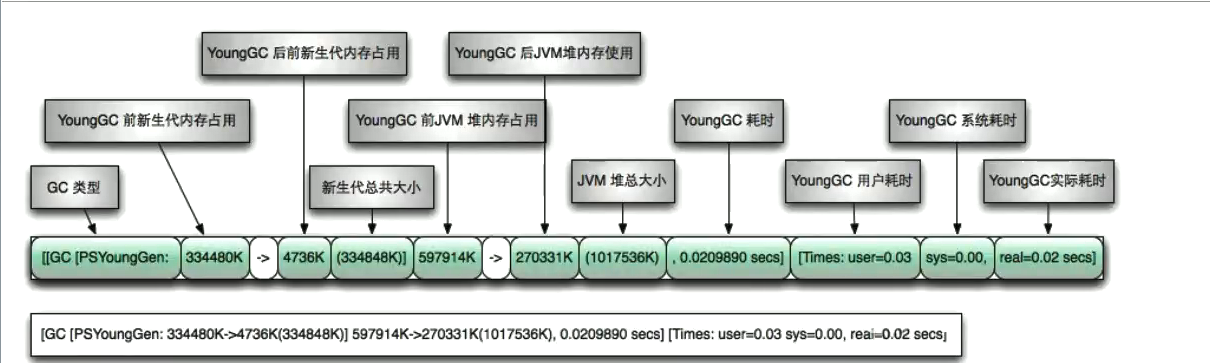 YoungGC 后前新生代内存占用
YoungGC 后JVM堆内存使用
YoungGC 前新生代内存占用
YoungGC 前JVM 堆内存占用
YoungGC 耗时
YoungGC 系统耗时
GC 类型
新生代总共大小
JVM 堆总大小
YoungGC 用户耗时
YoungGC实际耗时
[[GC [PSYoungGen: 334480K -> 4736K (334848K)] 597914K -> 270331K (1017536K) , 0.0209890 secs] [Times: user=0.03 sys=0.00, real=0.02 secs]
[GC [PSYoungGen: 334480K->4736K(334848K)] 597914K->270331K(1017536K), 0.0209890 secs] [Times: user=0.03 sys=0.00, real=0.02 secs]